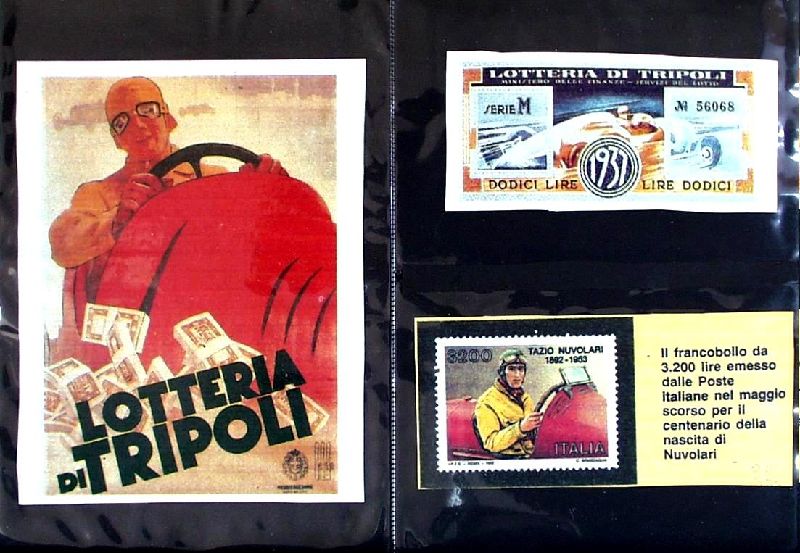 LOTTERIA
DI TRIPOLI
LOTTERIA DI TRIPOLI
MINISTERO DELLE FINANZE - SERVIZI DEL LOTTO
SERIE M
№ 56068
1937
DODICI LIRE
LIRE DODICI
3200
TAZIO NUVOLARI
1892-1953
ITALIA
Il francobollo da
3.200 lire emesso
dalle Poste
italiane nel maggio
scorso per il
centenario della
nascita di
Nuvolari